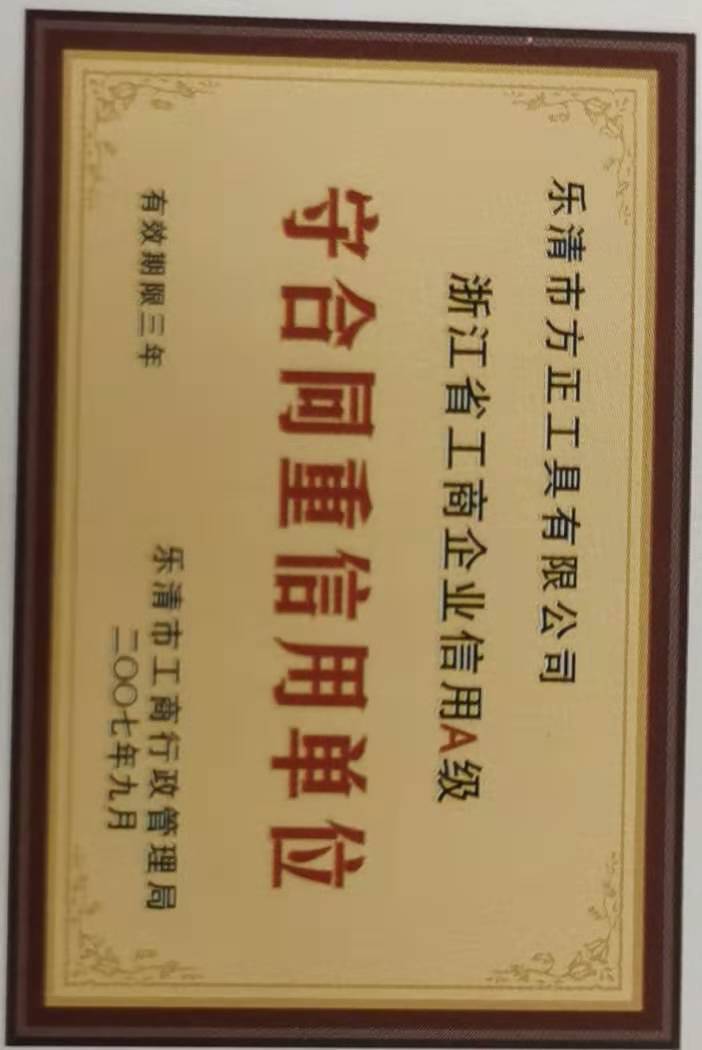 乐清市方正工具有限公司
浙江省工商企业信用A级
守合同重信用单位
有效期限三年
乐清市工商行政管理局
二〇〇七年九月